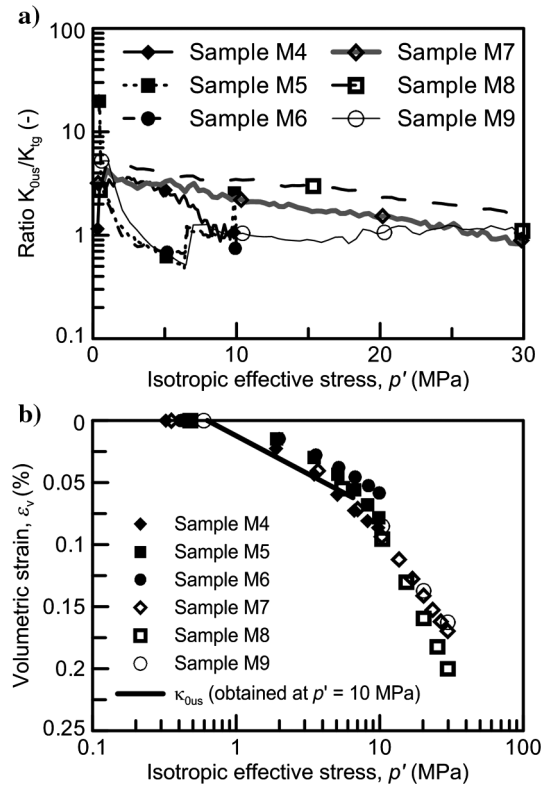 a)
100
10
1
0.1
Ratio K0us/Ktg (-)
Sample M4
Sample M5
Sample M6
Sample M7
Sample M8
Sample M9
0 10 20 30
Isotropic effective stress, p' (MPa)
b)
0
0.05
0.1
0.15
0.2
0.25
Volumetric strain, εv (%)
Sample M4
Sample M5
Sample M6
Sample M7
Sample M8
Sample M9
κ0us (obtained at p' = 10 MPa)
0.1 1 10 100
Isotropic effective stress, p' (MPa)